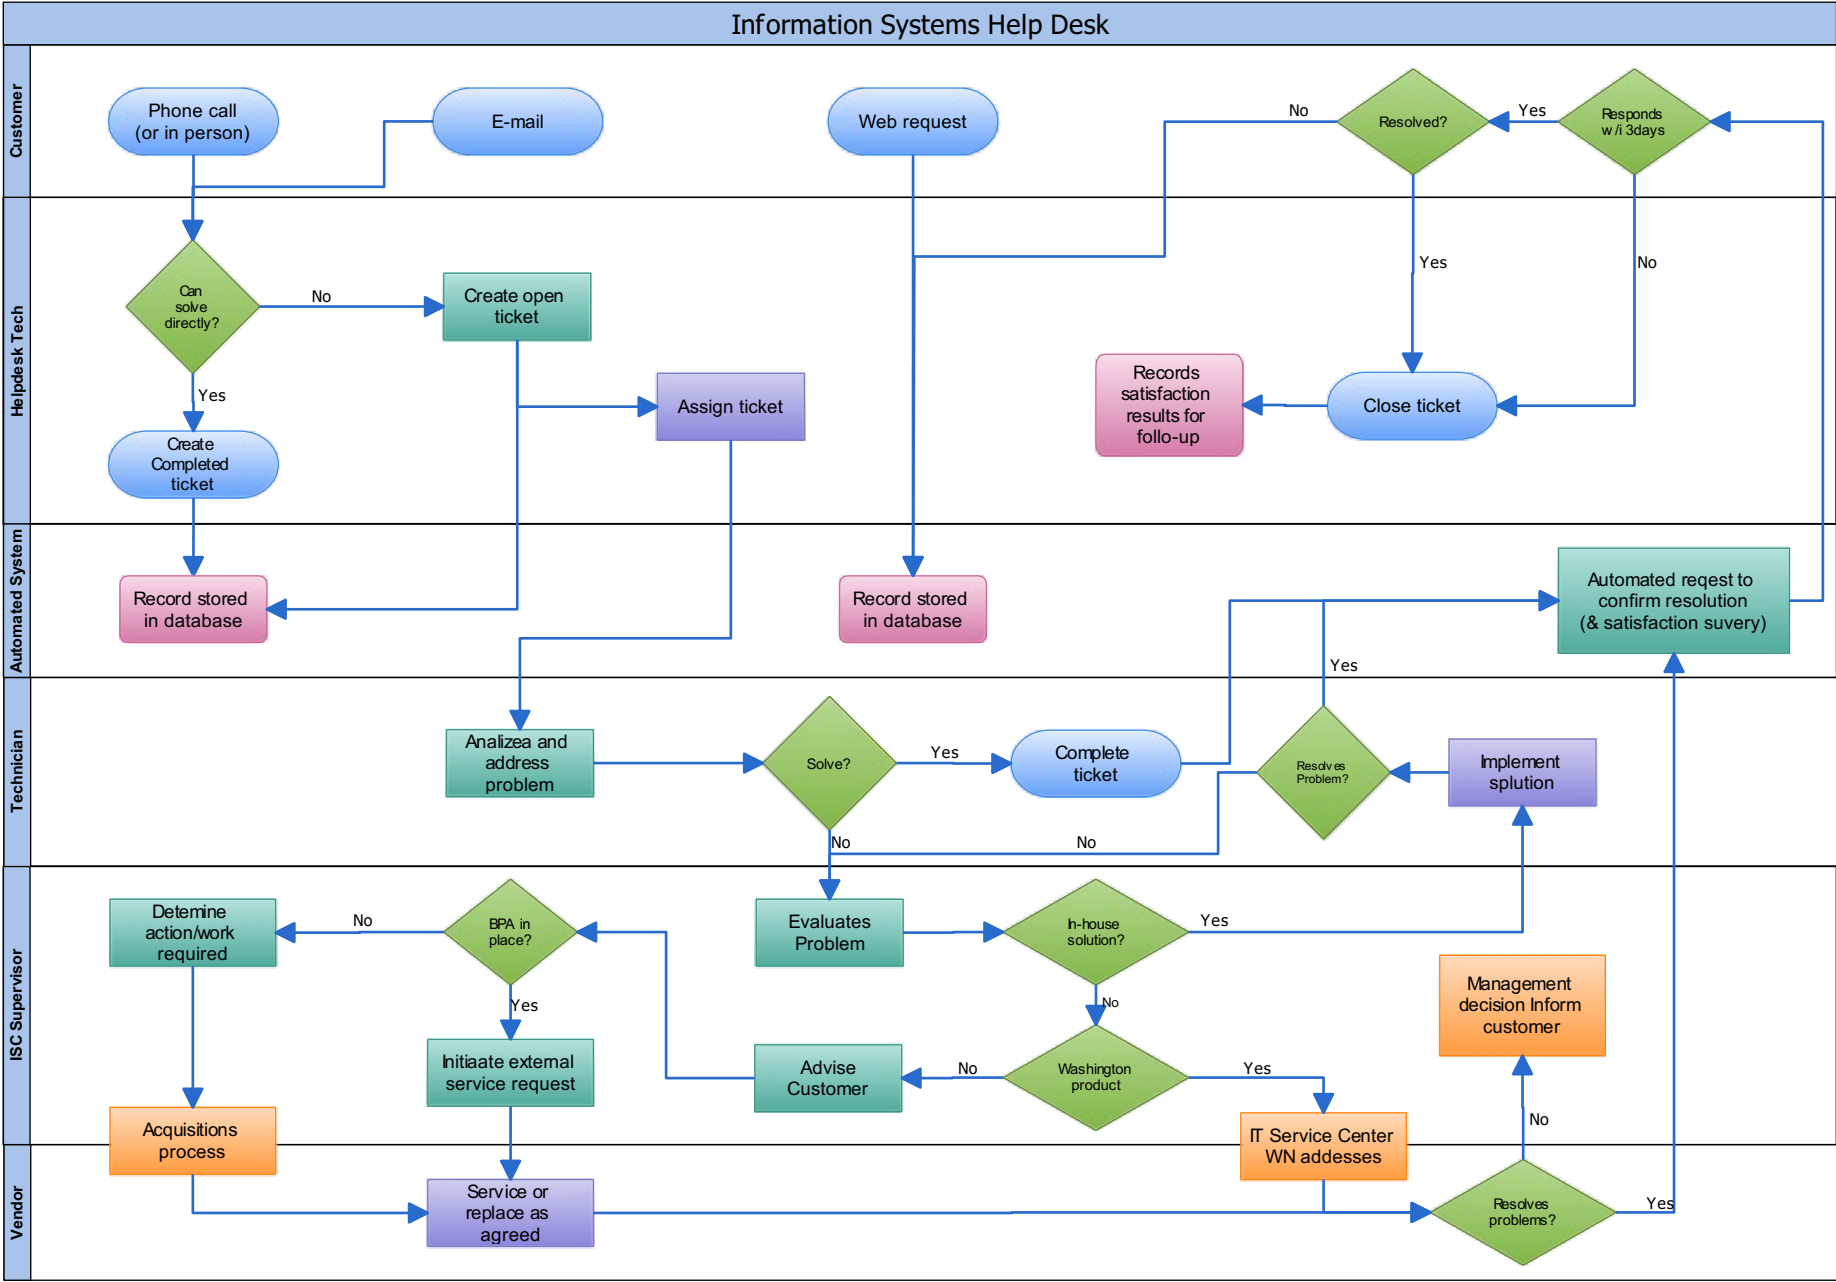 Information Systems Help Desk
Customer
Phone call
(or in person)
E-mail
Web request
No
Resolved?
Yes
Responds
w/i 3days
Helpdesk Tech
Can
solve
directly?
No
Create open
ticket
Yes
No
Yes
Assign ticket
Records
satisfaction
results for
follo-up
Close ticket
Create
Completed
ticket
Automated System
Record stored
in database
Record stored
in database
Automated reqest to
confirm resolution
(& satisfaction suvery)
Yes
Technician
Analizea and
address
problem
Solve?
Yes
Complete
ticket
Resolves
Problem?
Implement
splution
No
No
ISC Supervisor
Detemine
action/work
required
No
BPA in
place?
Evaluates
Problem
In-house
solution?
Yes
Yes
No
Management
decision Inform
customer
Initiaate external
service request
Advise
Customer
No
Washington
product
Yes
Acquisitions
process
IT Service Center
WN addesses
No
Vendor
Service or
replace as
agreed
Resolves
problems?
Yes